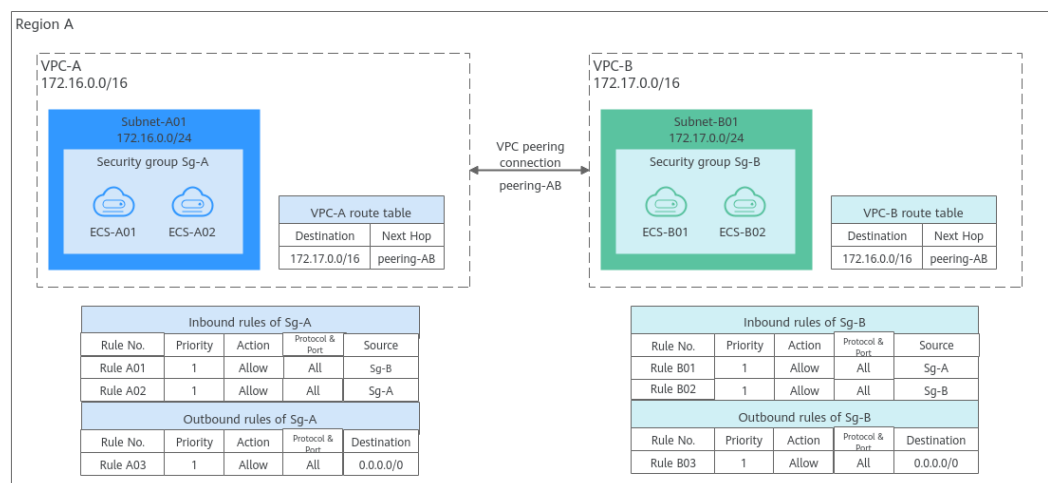 Region A
VPC-A
172.16.0.0/16
Subnet-A01
172.16.0.0/24
Security group Sg-A
ECS-A01 ECS-A02
VPC-A route table
Destination Next Hop
172.17.0.0/16 peering-AB
VPC peering
connection
peering-AB
VPC-B
172.17.0.0/16
Subnet-B01
172.17.0.0/24
Security group Sg-B
ECS-B01 ECS-B02
VPC-B route table
Destination Next Hop
172.16.0.0/16 peering-AB
Inbound rules of Sg-A
Rule No. Priority Action Protocol & Port Source
Rule A01 1 Allow All Sg-B
Rule A02 1 Allow All Sg-A
Outbound rules of Sg-A
Rule No. Priority Action Protocol & Port Destination
Rule A03 1 Allow All 0.0.0.0/0
Inbound rules of Sg-B
Rule No. Priority Action Protocol & Port Source
Rule B01 1 Allow All Sg-A
Rule B02 1 Allow All Sg-B
Outbound rules of Sg-B
Rule No. Priority Action Protocol & Port Destination
Rule B03 1 Allow All 0.0.0.0/0